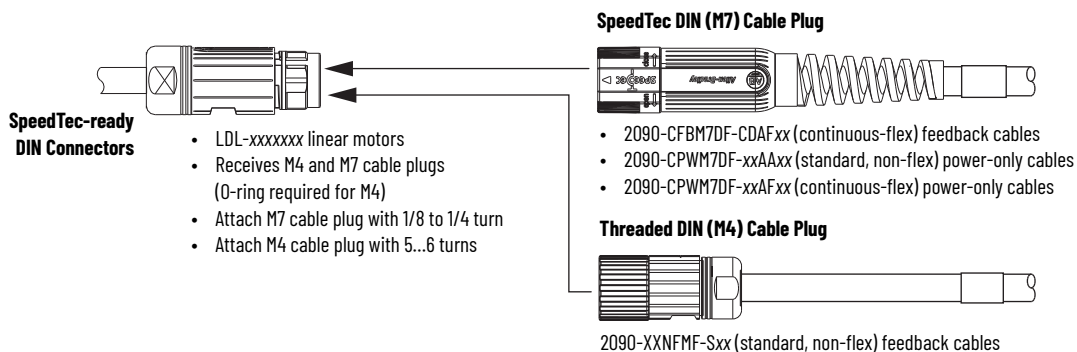 SpeedTec DIN (M7) Cable Plug
Allen-Bradley
SpeedTec-ready
DIN Connectors
• LDL-xxxxxxx linear motors
• Receives M4 and M7 cable plugs
(O-ring required for M4)
• Attach M7 cable plug with 1/8 to 1/4 turn
• Attach M4 cable plug with 5...6 turns
• 2090-CFBM7DF-CDAFxx (continuous-flex) feedback cables
• 2090-CPWM7DF-xxAAxx (standard, non-flex) power-only cables
• 2090-CPWM7DF-xxAFxx (continuous-flex) power-only cables
Threaded DIN (M4) Cable Plug
2090-XXNFMF-Sxx (standard, non-flex) feedback cables